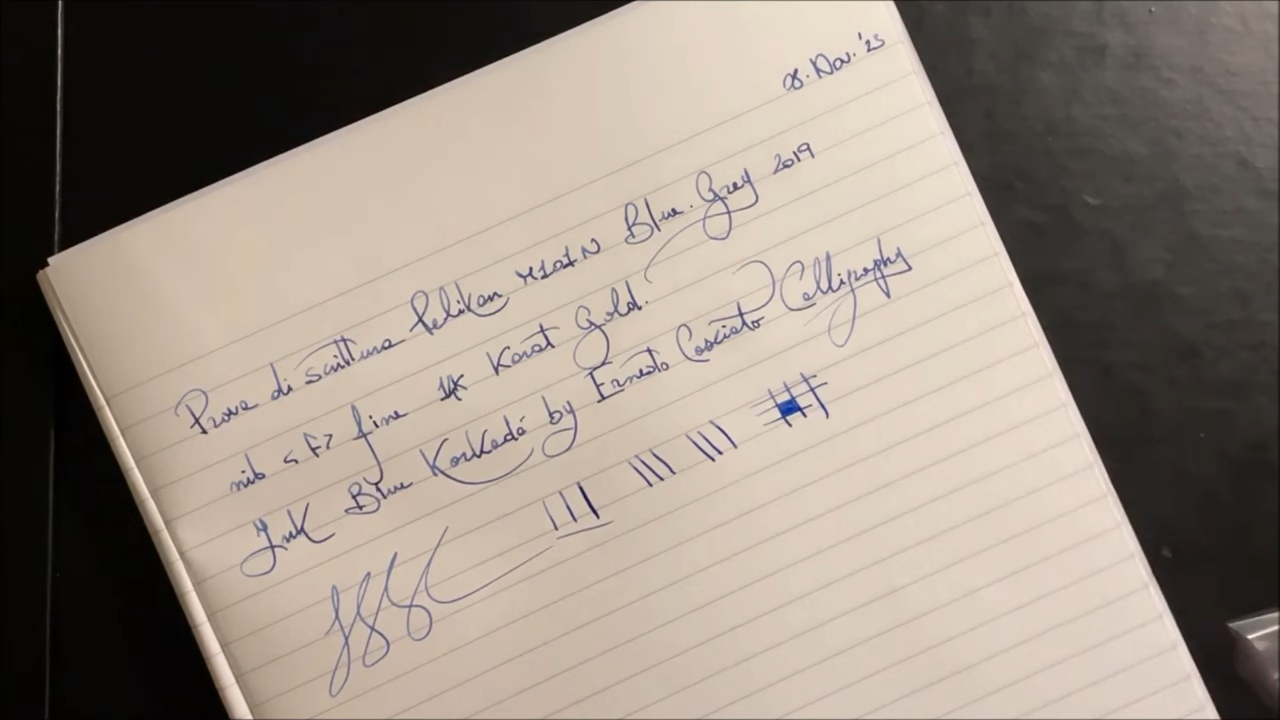 08. Nov. '23
Prova di scrittura Pelikan M101N Blue. Grey 2019
nib <F> fine 14K Karat Gold.
Ink Blue Korkadé by Ernesto Casciato Calligraphy